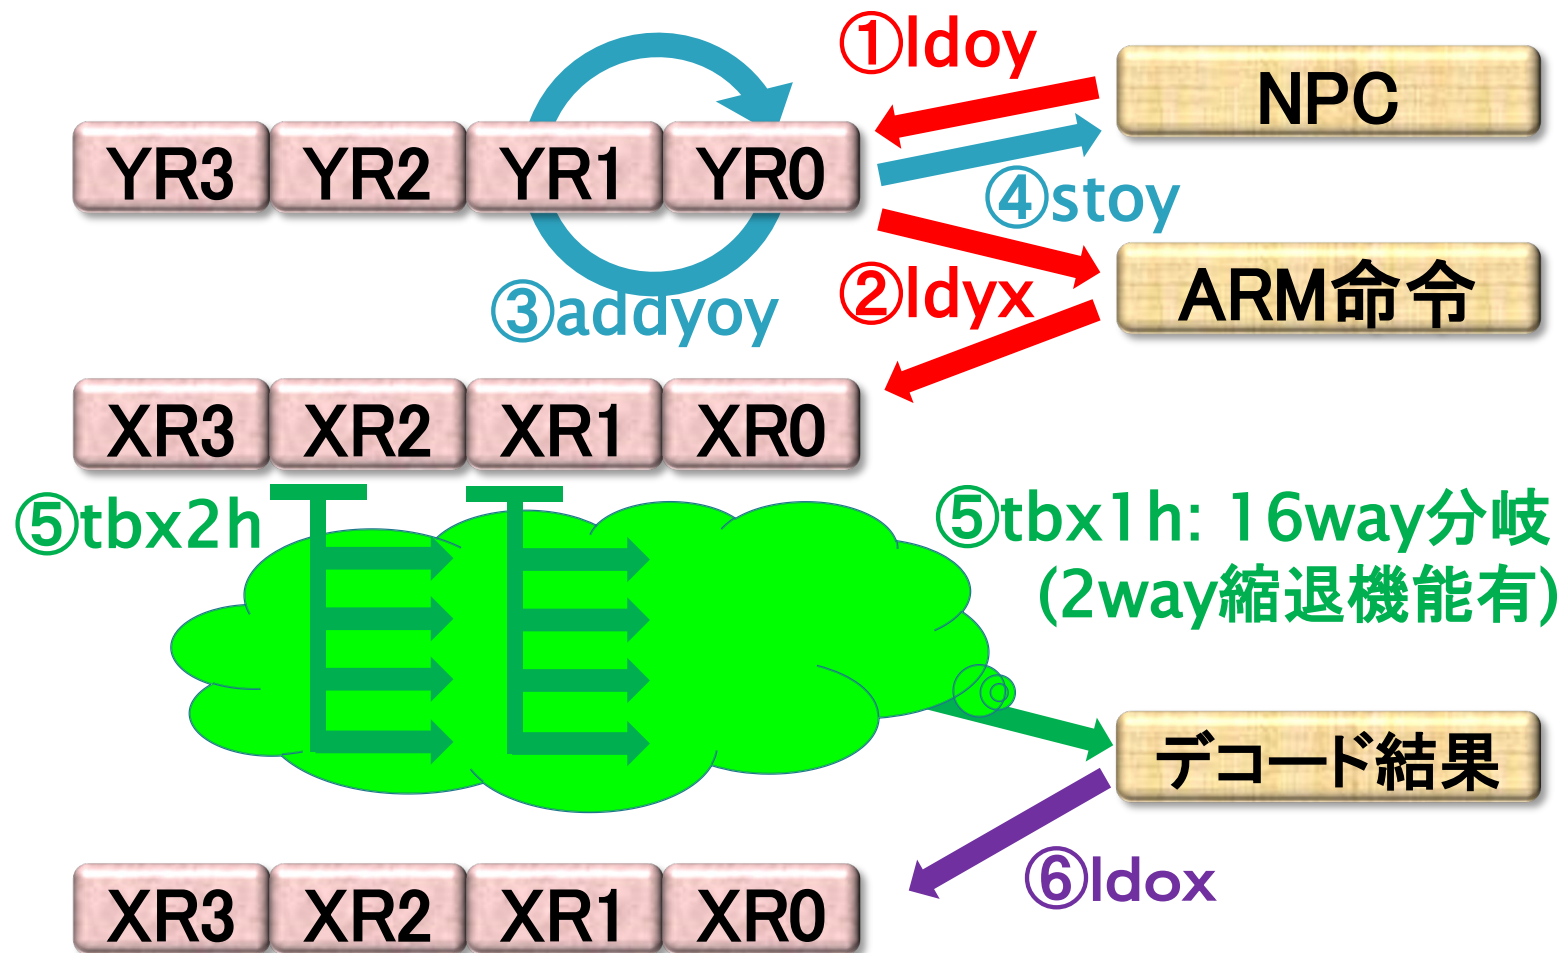 ①ldoy
NPC
YR3 YR2 YR1 YR0
④stoy
③addyoy
②ldyx
ARM命令
XR3 XR2 XR1 XR0
⑤tbx2h
⑤tbx1h: 16way分岐
(2way縮退機能有)
デコード結果
⑥ldox
XR3 XR2 XR1 XR0